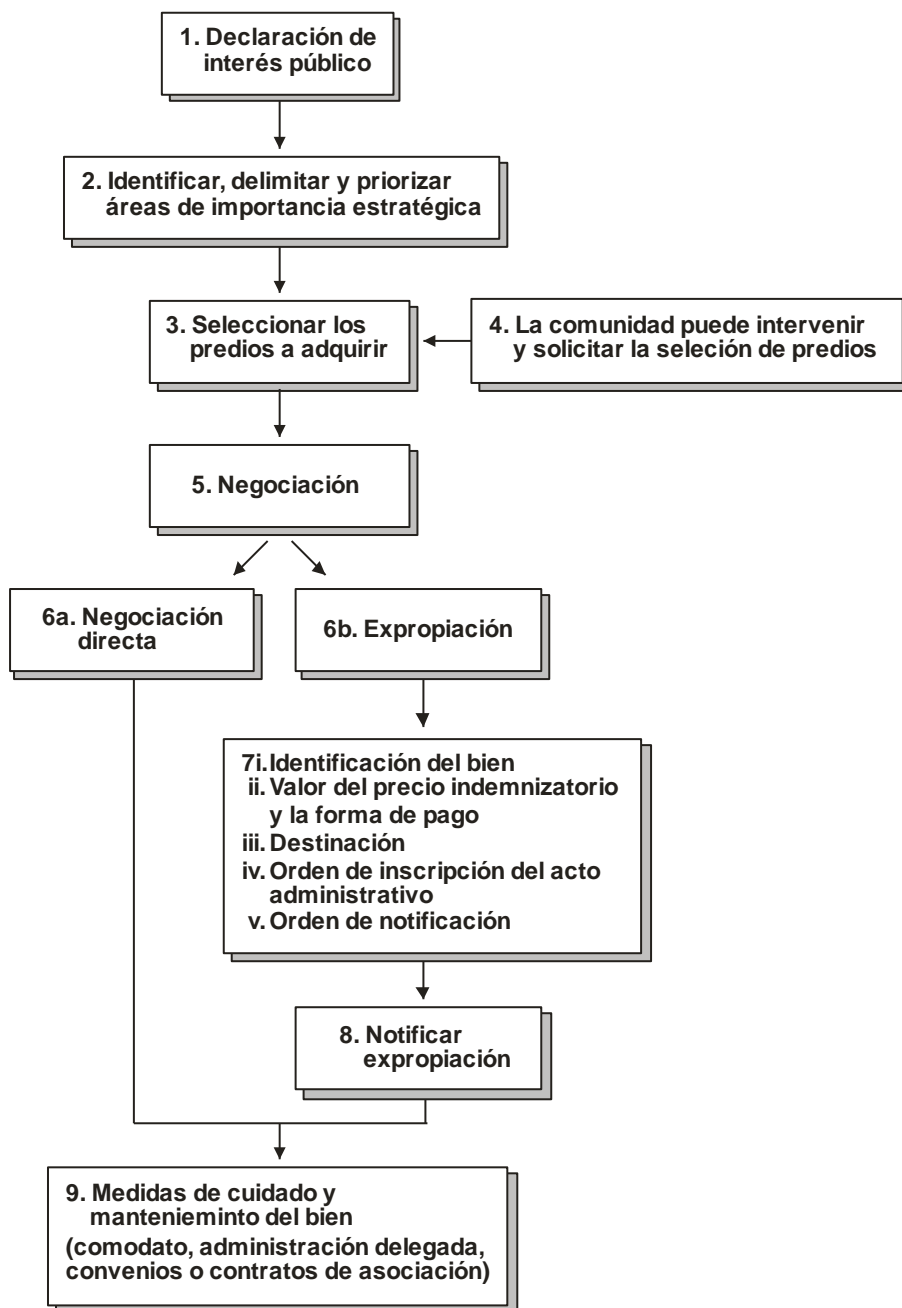 1. Declaración de
interés público
2. Identificar, delimitar y priorizar
áreas de importancia estratégica
3. Seleccionar los
predios a adquirir
4. La comunidad puede intervenir
y solicitar la seleción de predios
5. Negociación
6a. Negociación
directa
6b. Expropiación
7i. Identificación del bien
ii. Valor del precio indemnizatorio
y la forma de pago
iii. Destinación
iv. Orden de inscripción del acto
administrativo
v. Orden de notificación
8. Notificar
expropiación
9. Medidas de cuidado y
mantenieminto del bien
(comodato, administración delegada,
convenios o contratos de asociación)